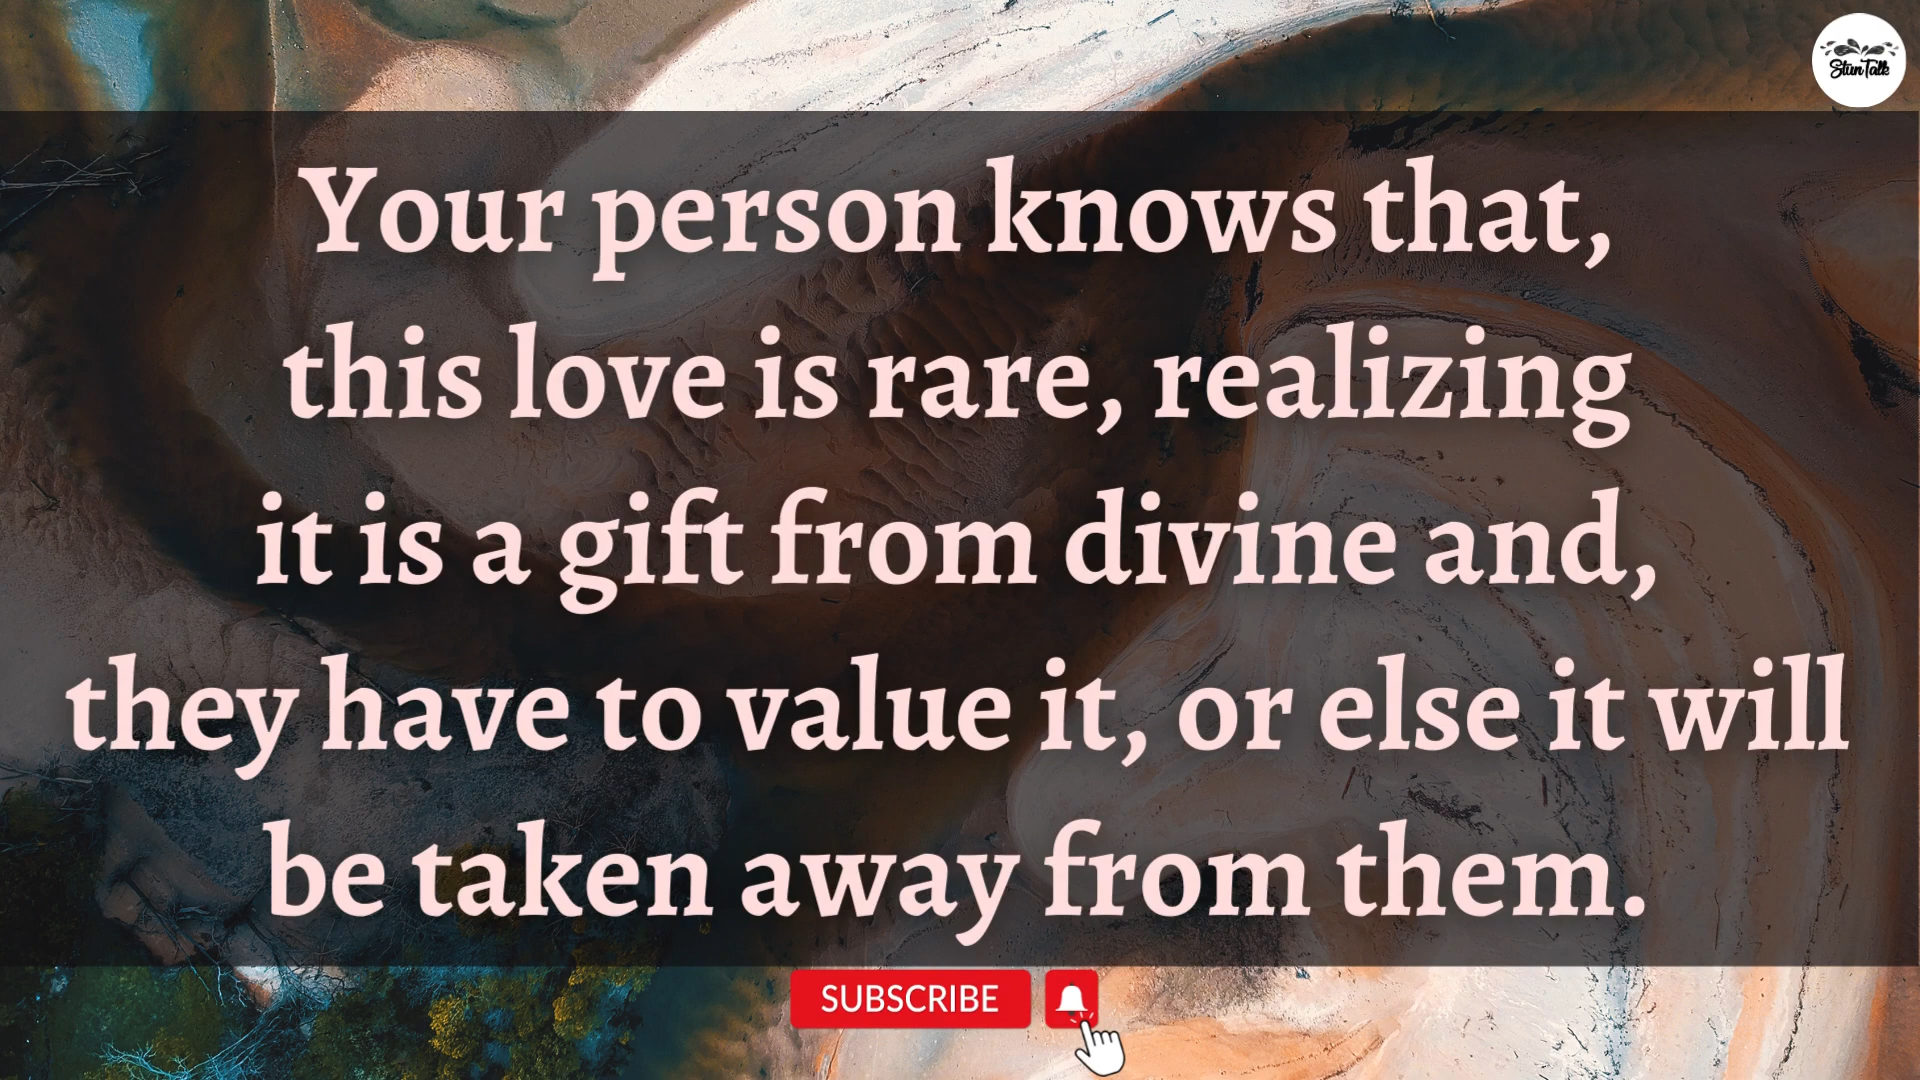 StunTalk
Your person knows that,
this love is rare, realizing
it is a gift from divine and,
they have to value it, or else it will
be taken away from them.
SUBSCRIBE